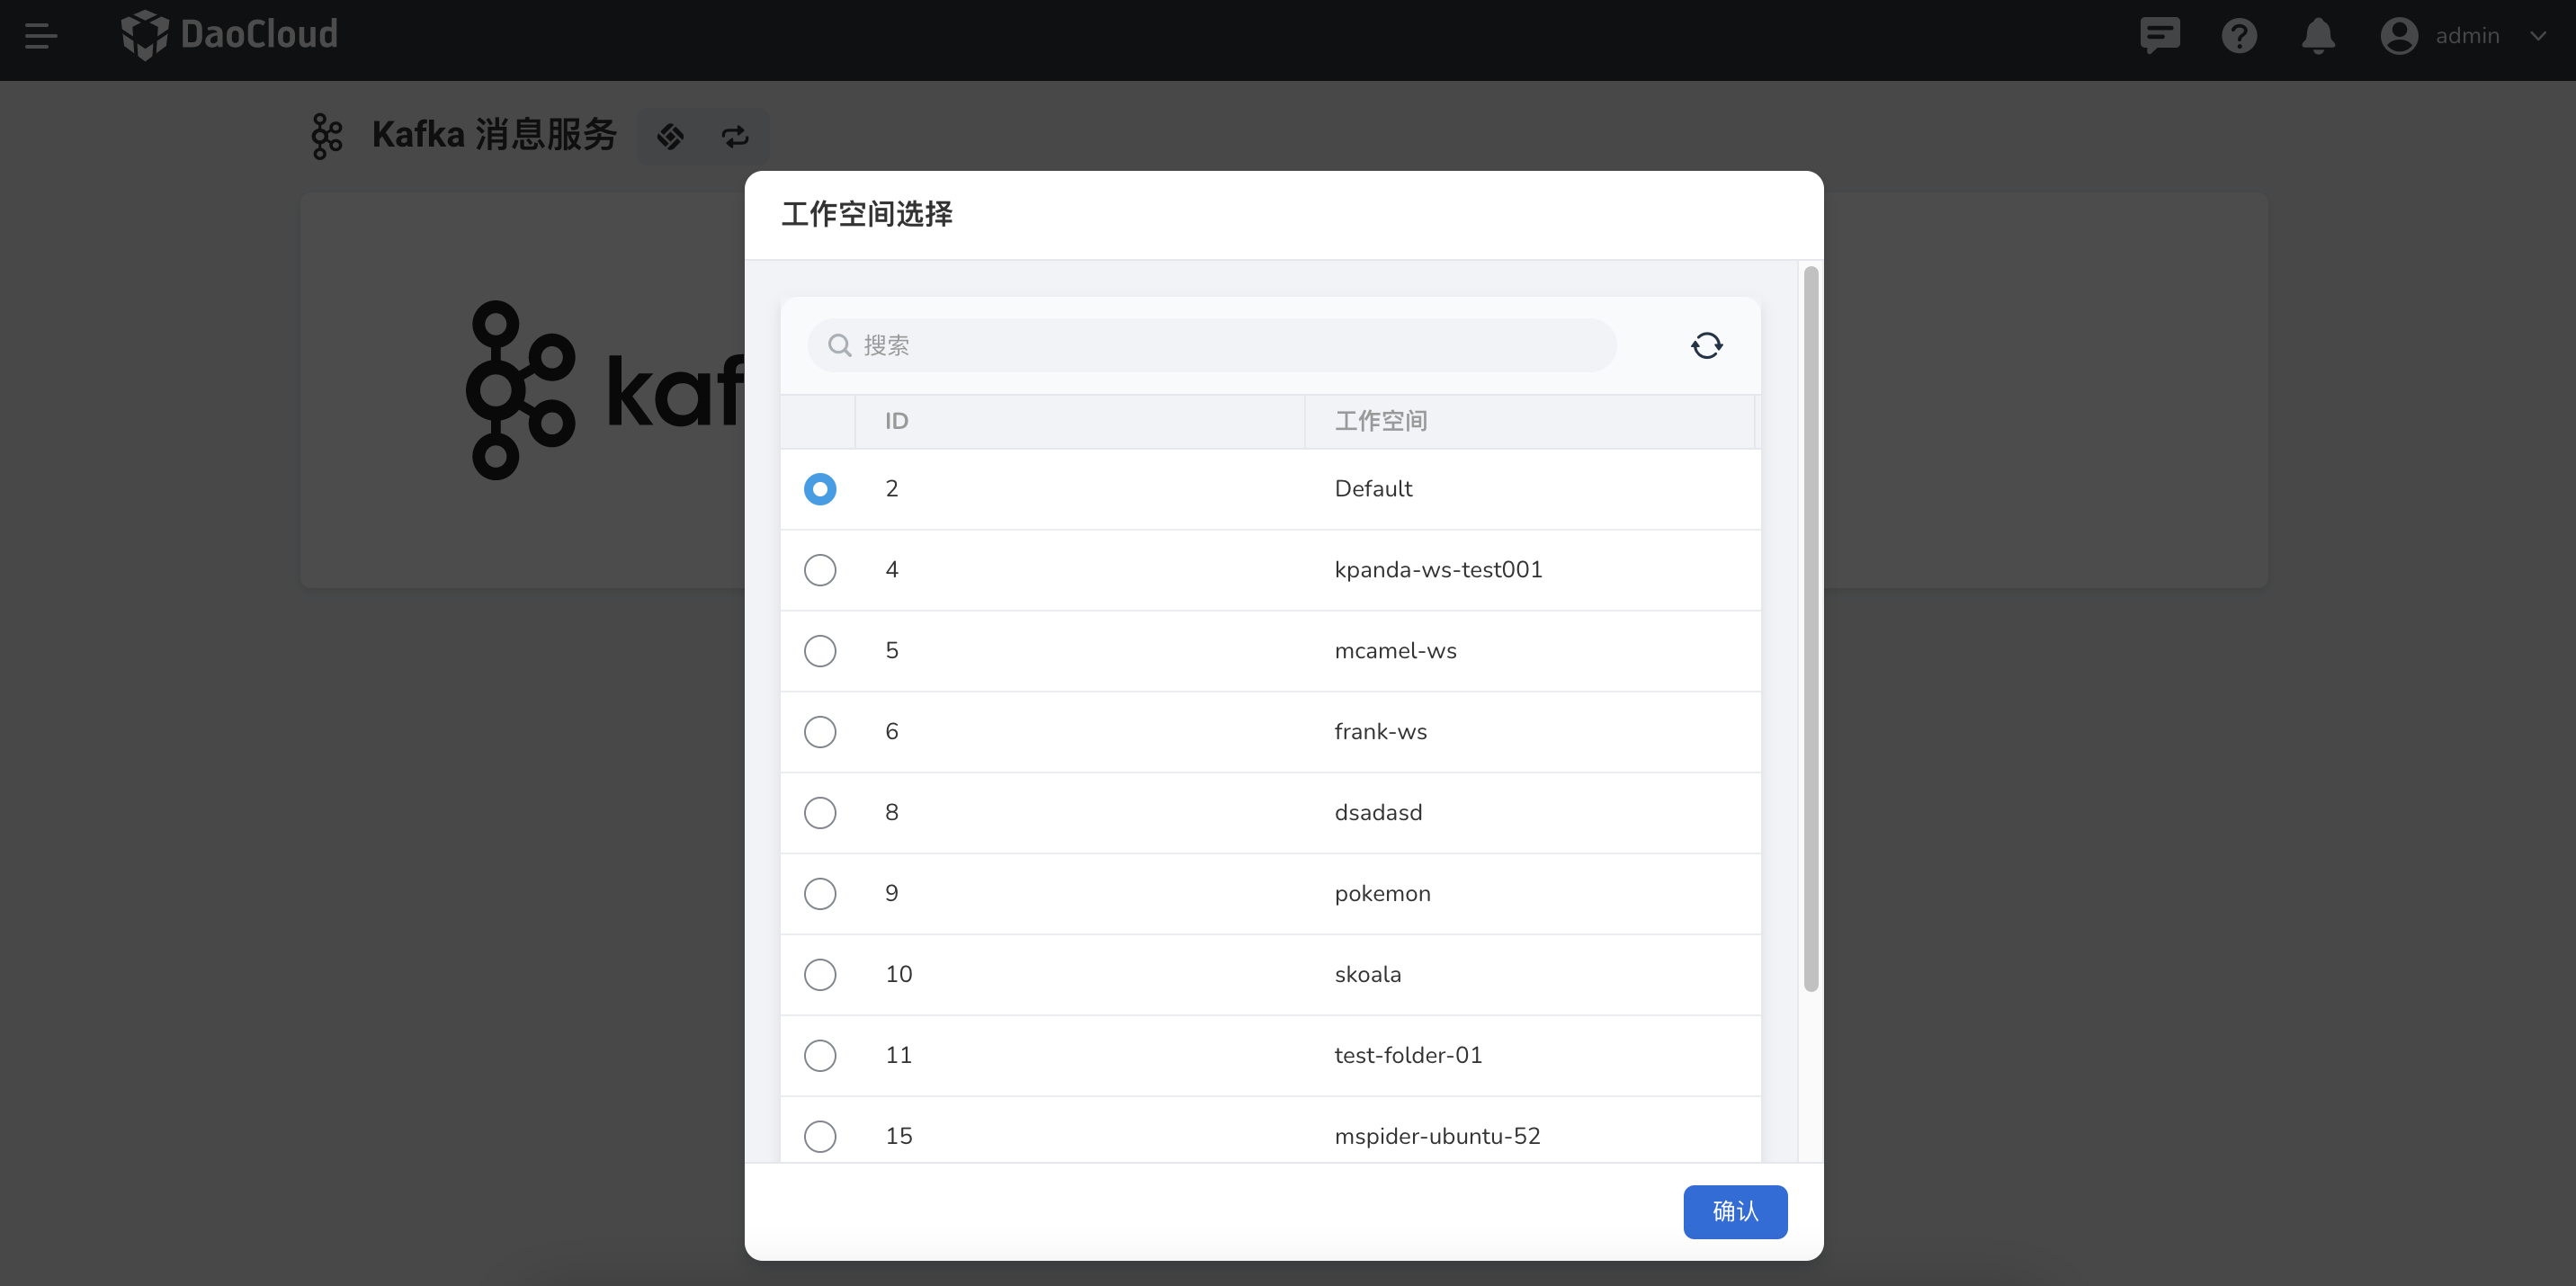 DaoCloud
admin
Kafka 消息服务
kaf
工作空间选择
搜索
ID 工作空间
2 Default
4 kpanda-ws-test001
5 mcamel-ws
6 frank-ws
8 dsadasd
9 pokemon
10 skoala
11 test-folder-01
15 mspider-ubuntu-52
确认